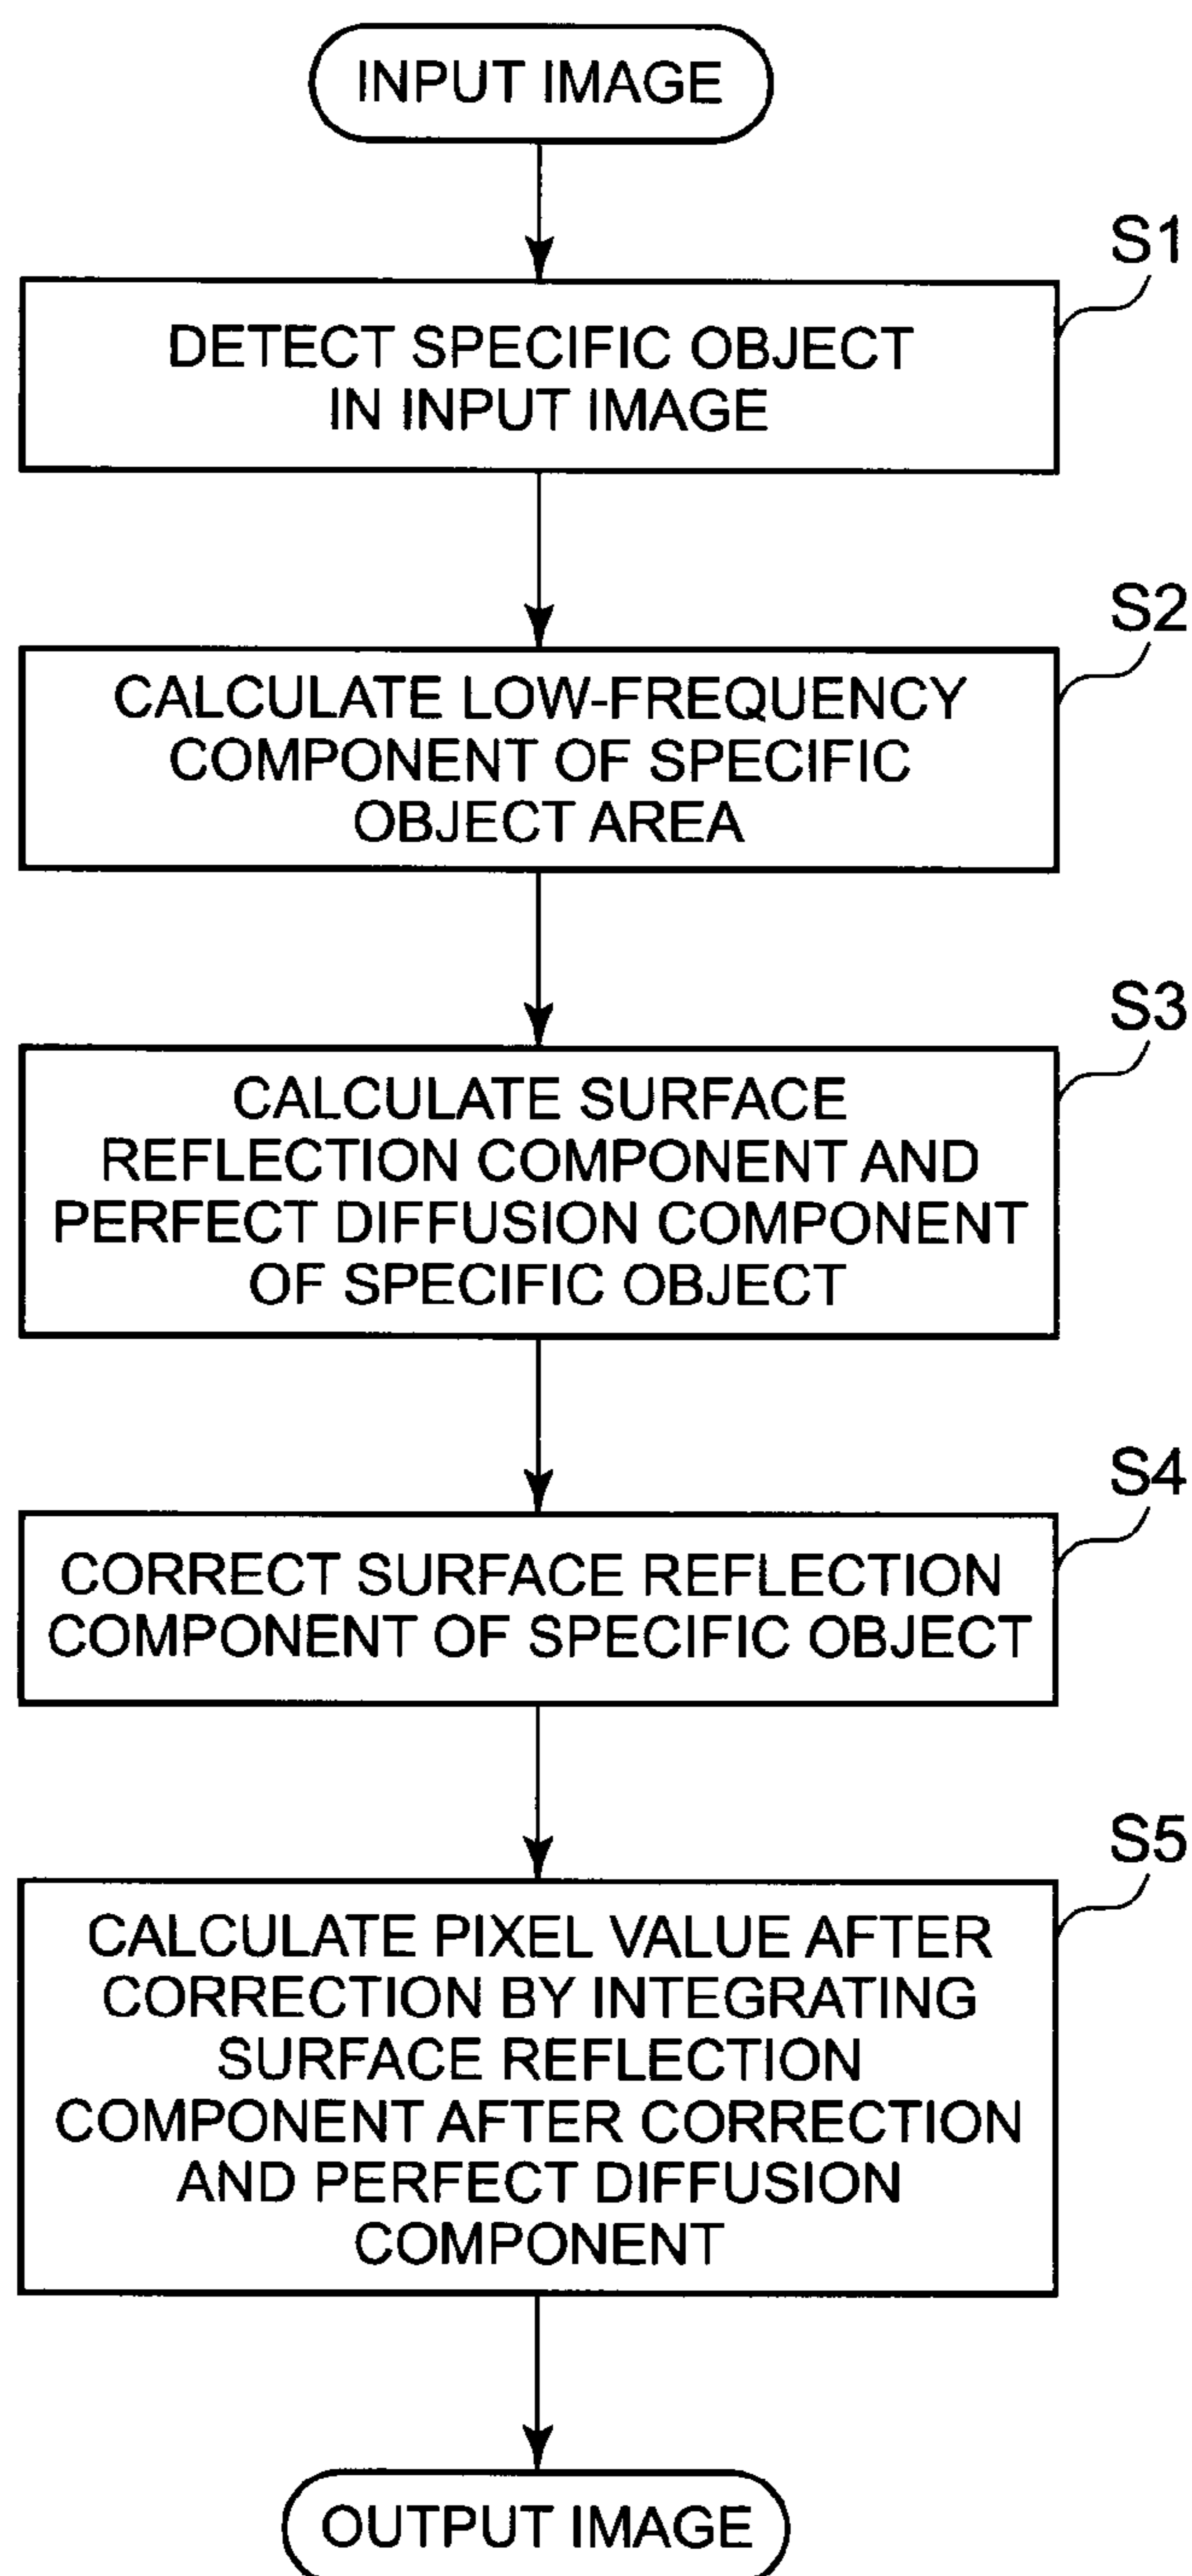 INPUT IMAGE
S1
DETECT SPECIFIC OBJECT
IN INPUT IMAGE
S2
CALCULATE LOW-FREQUENCY
COMPONENT OF SPECIFIC
OBJECT AREA
S3
CALCULATE SURFACE
REFLECTION COMPONENT AND
PERFECT DIFFUSION COMPONENT
OF SPECIFIC OBJECT
S4
CORRECT SURFACE REFLECTION
COMPONENT OF SPECIFIC OBJECT
S5
CALCULATE PIXEL VALUE AFTER
CORRECTION BY INTEGRATING
SURFACE REFLECTION
COMPONENT AFTER CORRECTION
AND PERFECT DIFFUSION
COMPONENT
OUTPUT IMAGE